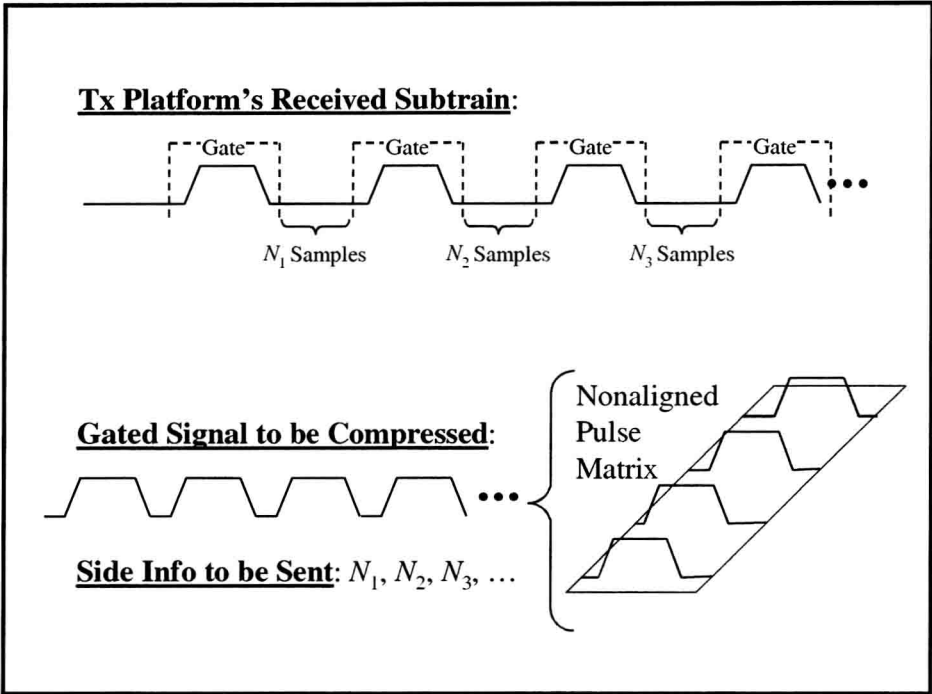 Tx Platform's Received Subtrain:
Gate Gate Gate Gate
N₁ Samples N₂ Samples N₃ Samples
Nonaligned
Pulse
Matrix
Gated Signal to be Compressed:
Side Info to be Sent: N₁, N₂, N₃, ...